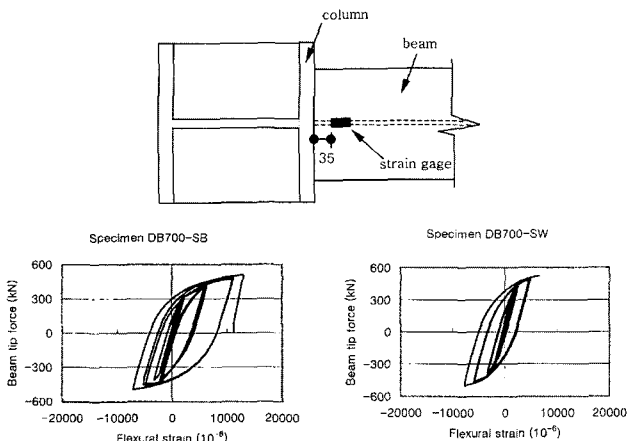 column
beam
35
strain gage
Specimen DB700-SB
Specimen DB700-SW
Beam tip force (kN)
600
300
0
-300
-600
-20000 -10000 0 10000 20000
Flexural strain (10⁻⁶)
Beam tip force (kN)
600
300
0
-300
-600
-20000 -10000 0 10000 20000
Flexural strain (10⁻⁶)